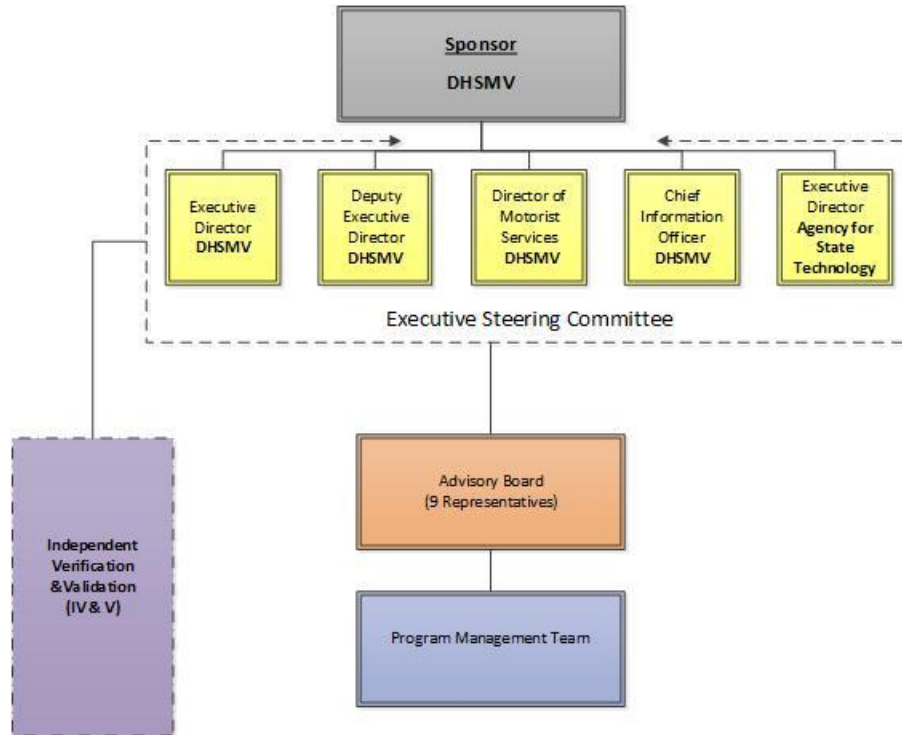 Sponsor
DHSMV
Executive
Director
DHSMV
Deputy
Executive
Director
DHSMV
Director of
Motorist
Services
DHSMV
Chief
Information
Officer
DHSMV
Executive
Director
Agency for
State
Technology
Executive Steering Committee
Advisory Board
(9 Representatives)
Independent
Verification
&Validation
(IV & V)
Program Management Team